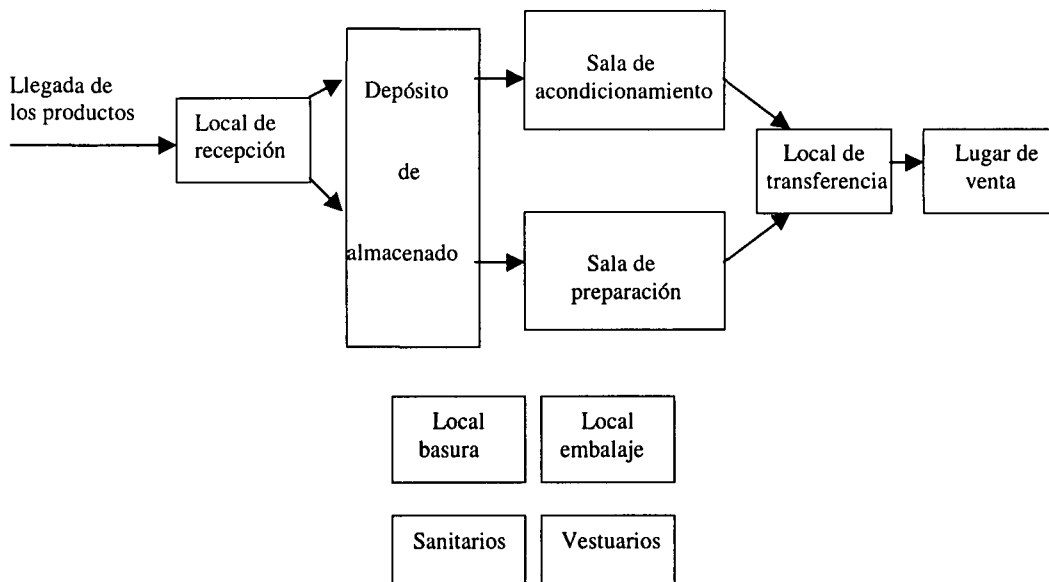 Llegada de
los productos
Local de
recepción
Depósito
de
almacenado
Sala de
acondicionamiento
Sala de
preparación
Local de
transferencia
Lugar de
venta
Local
basura
Local
embalaje
Sanitarios
Vestuarios